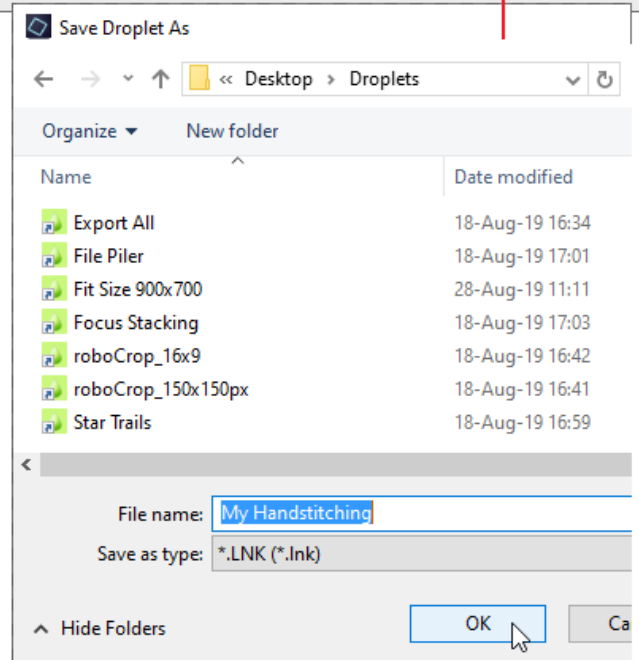 Save Droplet As
« Desktop › Droplets
Organize New folder
Name Date modified
Export All 18-Aug-19 16:34
File Piler 18-Aug-19 17:01
Fit Size 900x700 28-Aug-19 11:11
Focus Stacking 18-Aug-19 17:03
roboCrop_16x9 18-Aug-19 16:42
roboCrop_150x150px 18-Aug-19 16:41
Star Trails 18-Aug-19 16:59
File name: My Handstitching
Save as type: *.LNK (*.lnk)
Hide Folders OK Ca